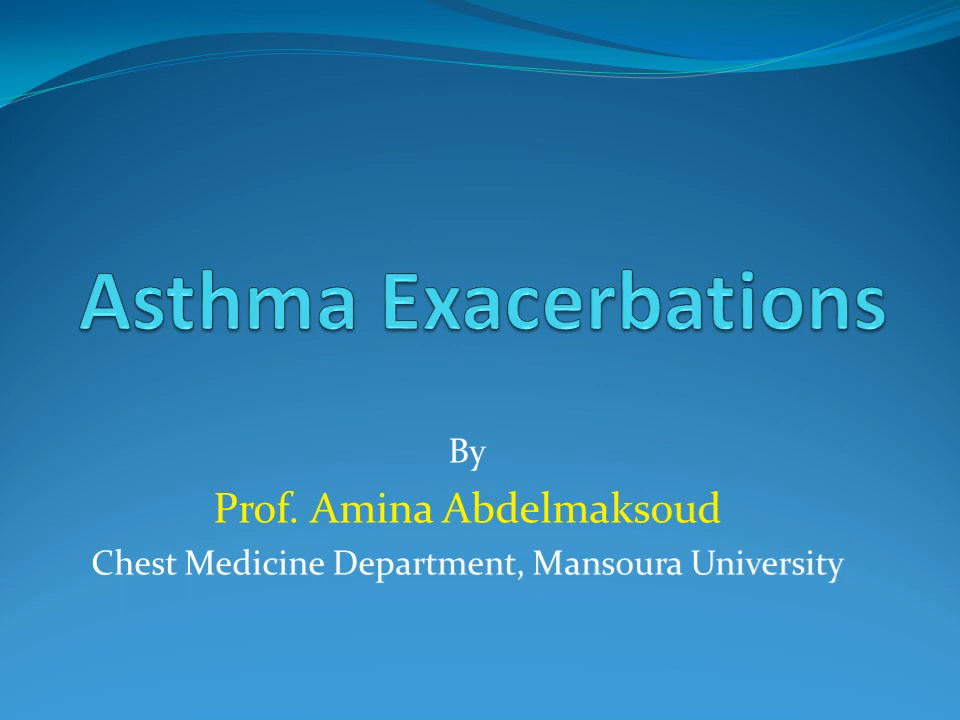 Asthma Exacerbations
By
Prof. Amina Abdelmaksoud
Chest Medicine Department, Mansoura University